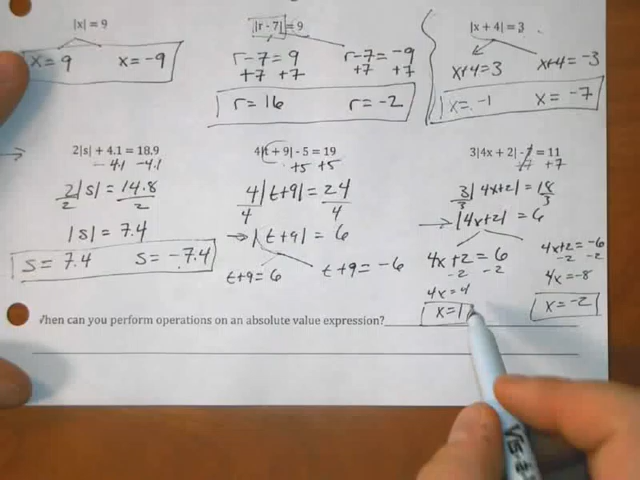 |x| = 9
x = 9 x = -9
|r - 7| = 9
r-7 = 9 r-7 = -9
+7 +7 +7 +7
r = 16 r = -2
|x + 4| = 3
x+4 = 3 x+4 = -3
x = -1 x = -7
2|s| + 4.1 = 18.9
-4.1 -4.1
2|s| = 14.8
2 2
|s| = 7.4
s = 7.4 s = -7.4
4|t + 9| - 5 = 19
+5 +5
4|t+9| = 24
4 4
|t+9| = 6
t+9 = 6 t+9 = -6
3|4x + 2| - 7 = 11
+7 +7
3|4x+2| = 18
3 3
|4x+2| = 6
4x+2 = 6 4x+2 = -6
-2 -2 -2 -2
4x = 4 4x = -8
x = 1 x = -2
When can you perform operations on an absolute value expression?